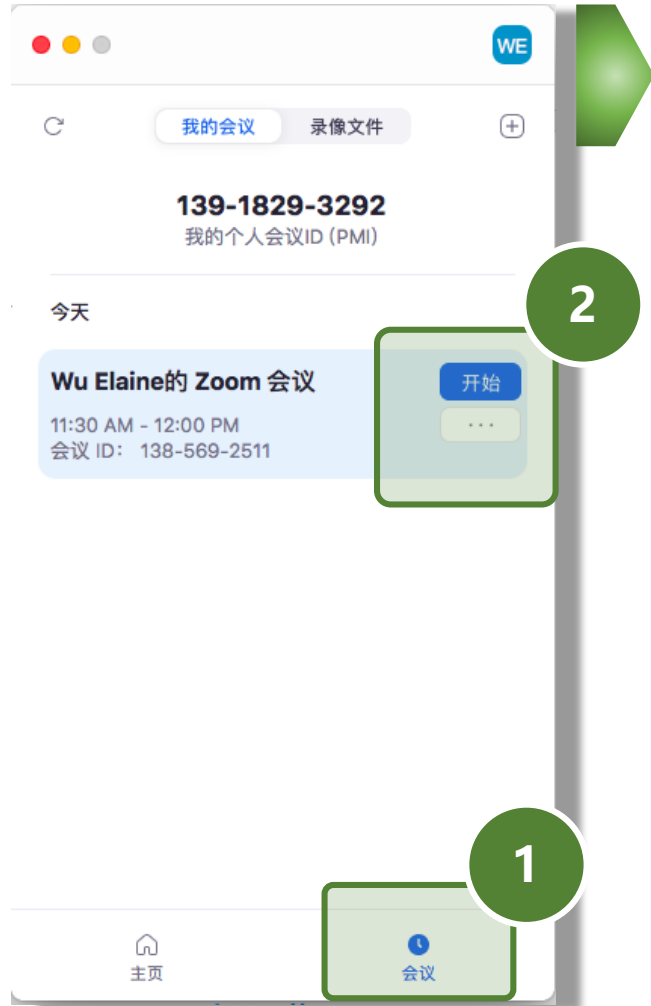 WE
我的会议 录像文件
139-1829-3292
我的个人会议ID (PMI)
今天
2
Wu Elaine的 Zoom 会议
开始
11:30 AM - 12:00 PM
...
会议 ID： 138-569-2511
1
主页
会议